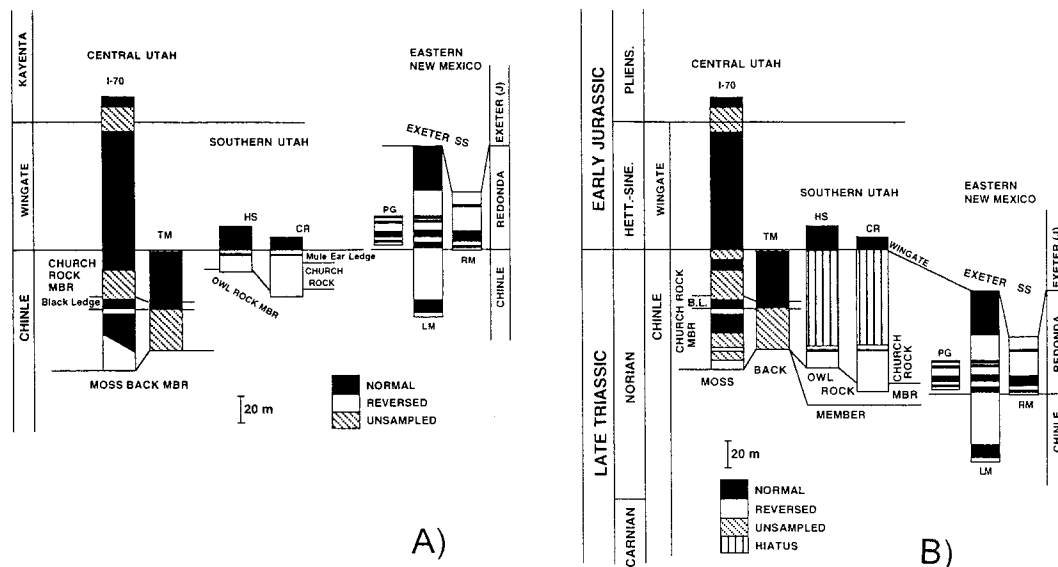 KAYENTA
WINGATE
CHINLE
CENTRAL UTAH
I-70
TM
CHURCH
ROCK
MBR
Black Ledge
MOSS BACK MBR
SOUTHERN UTAH
HS
CR
Mule Ear Ledge
CHURCH
ROCK
OWL ROCK MBR
EASTERN
NEW MEXICO
EXETER SS
PG
LM
RM
EXETER (J)
REDONDA
CHINLE
20 m
NORMAL
REVERSED
UNSAMPLED
A)
EARLY JURASSIC
LATE TRIASSIC
PLIENS.
HETT.-SINE.
NORIAN
CARNIAN
WINGATE
CHINLE
CENTRAL UTAH
I-70
TM
B.L.
CHURCH ROCK
MBR
MOSS BACK
SOUTHERN UTAH
HS
CR
WINGATE
OWL
ROCK
MEMBER
CHURCH
ROCK
MBR
EASTERN
NEW MEXICO
EXETER SS
PG
LM
RM
EXETER (J)
REDONDA
CHINLE
20 m
NORMAL
REVERSED
UNSAMPLED
HIATUS
B)